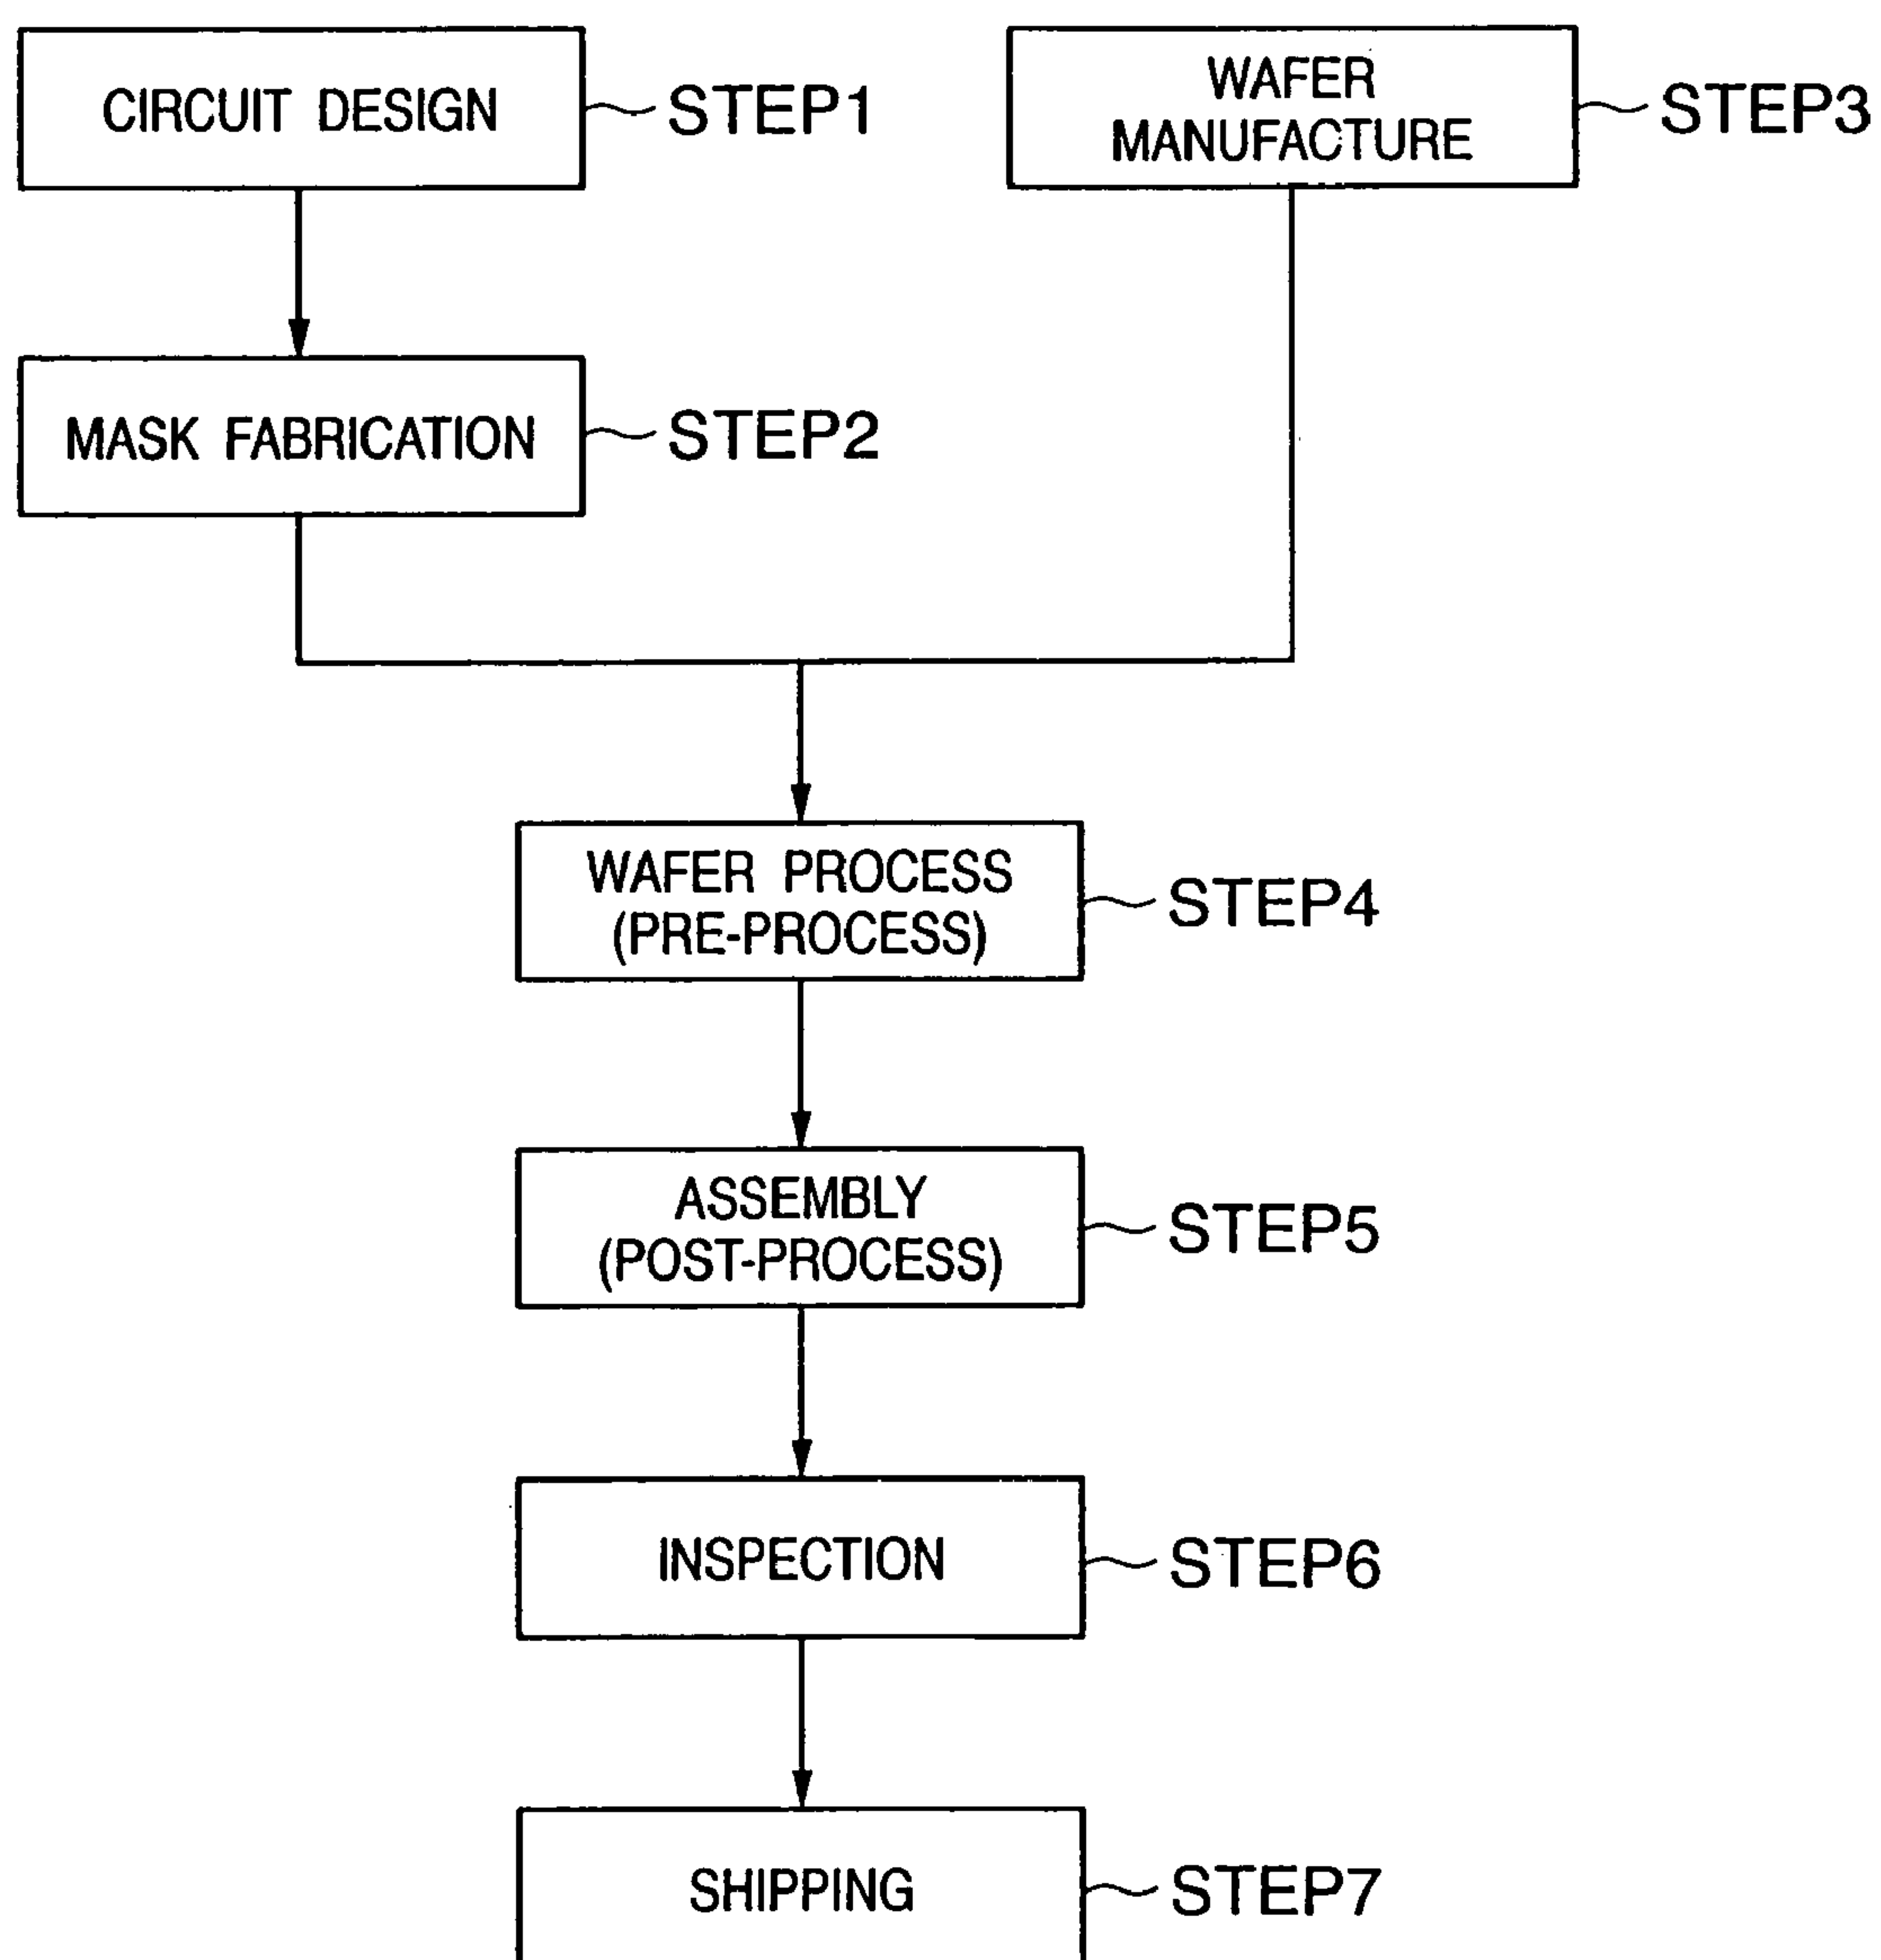 CIRCUIT DESIGN
STEP1
WAFER
MANUFACTURE
STEP3
MASK FABRICATION
STEP2
WAFER PROCESS
(PRE-PROCESS)
STEP4
ASSEMBLY
(POST-PROCESS)
STEP5
INSPECTION
STEP6
SHIPPING
STEP7